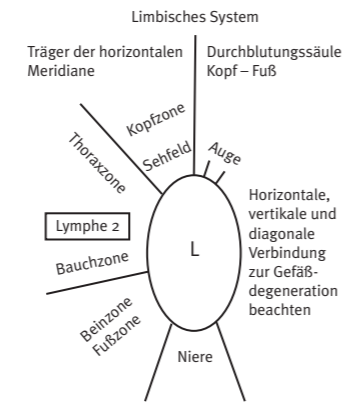 Limbisches System
Träger der horizontalen
Meridiane
Durchblutungssäule
Kopf – Fuß
Kopfzone
Sehfeld
Auge
Thoraxzone
Lymphe 2
Bauchzone
Beinzone
Fußzone
L
Horizontale,
vertikale und
diagonale
Verbindung
zur Gefäß-
degeneration
beachten
Niere